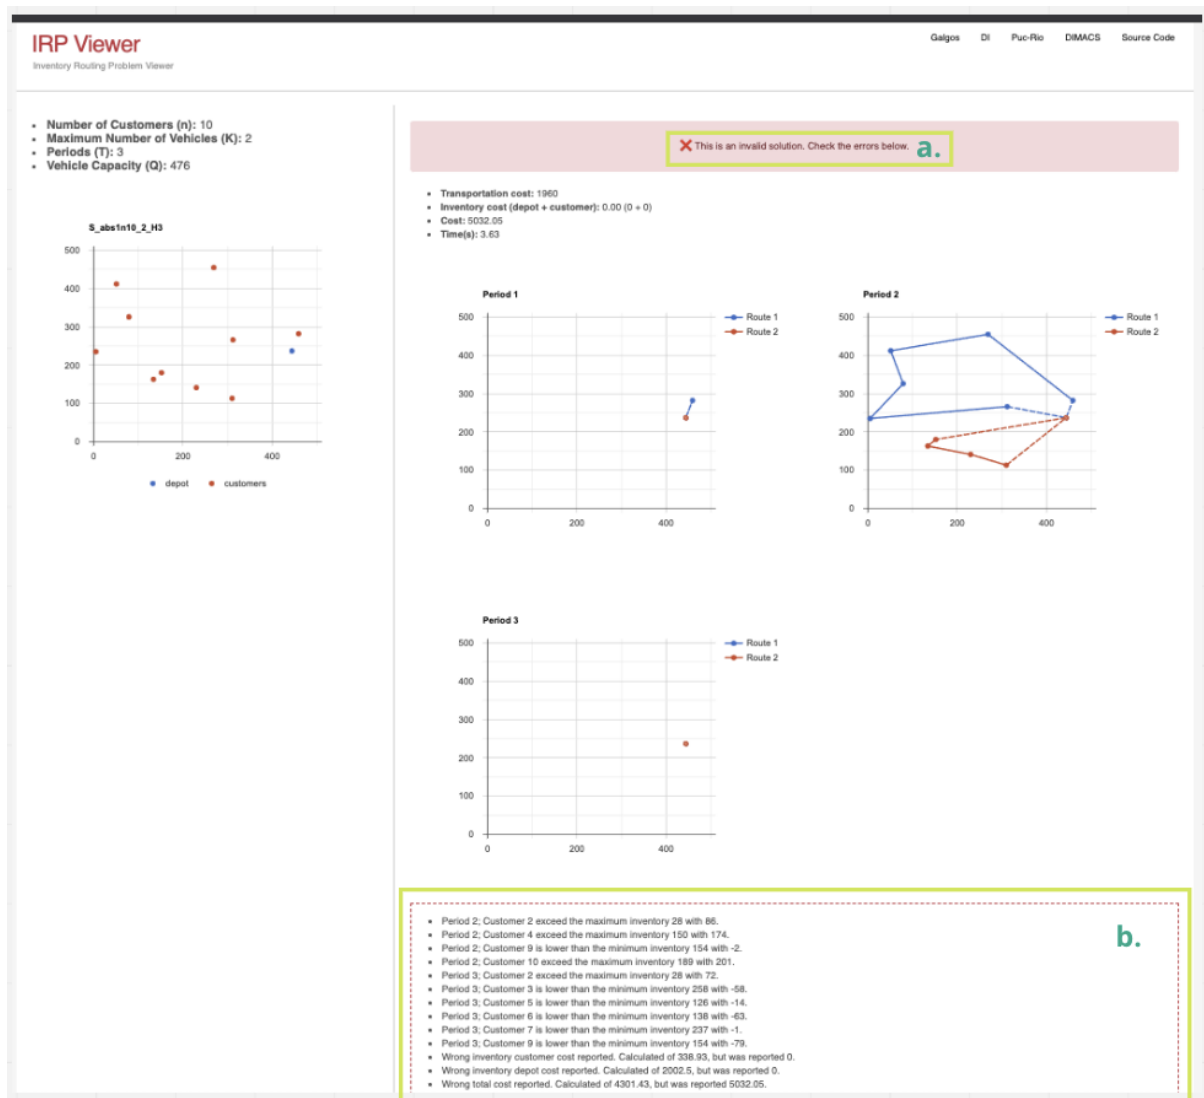 IRP Viewer
Galgos DI Puc-Rio DIMACS Source Code
Inventory Routing Problem Viewer
Number of Customers (n): 10
Maximum Number of Vehicles (K): 2
Periods (T): 3
Vehicle Capacity (Q): 476
S_abs1n10_2_H3
500
400
300
200
100
0
0 200 400
depot customers
❌ This is an invalid solution. Check the errors below. a.
Transportation cost: 1960
Inventory cost (depot + customer): 0.00 (0 + 0)
Cost: 5032.05
Time(s): 3.63
Period 1
500
400
300
200
100
0
0 200 400
Route 1
Route 2
Period 2
500
400
300
200
100
0
0 200 400
Route 1
Route 2
Period 3
500
400
300
200
100
0
0 200 400
Route 1
Route 2
b.
Period 2; Customer 2 exceed the maximum inventory 28 with 86.
Period 2; Customer 4 exceed the maximum inventory 150 with 174.
Period 2; Customer 9 is lower than the minimum inventory 154 with -2.
Period 2; Customer 10 exceed the maximum inventory 189 with 201.
Period 3; Customer 2 exceed the maximum inventory 28 with 72.
Period 3; Customer 3 is lower than the minimum inventory 258 with -58.
Period 3; Customer 5 is lower than the minimum inventory 126 with -14.
Period 3; Customer 6 is lower than the minimum inventory 138 with -63.
Period 3; Customer 7 is lower than the minimum inventory 237 with -1.
Period 3; Customer 9 is lower than the minimum inventory 154 with -79.
Wrong inventory customer cost reported. Calculated of 338.93, but was reported 0.
Wrong inventory depot cost reported. Calculated of 2002.5, but was reported 0.
Wrong total cost reported. Calculated of 4301.43, but was reported 5032.05.